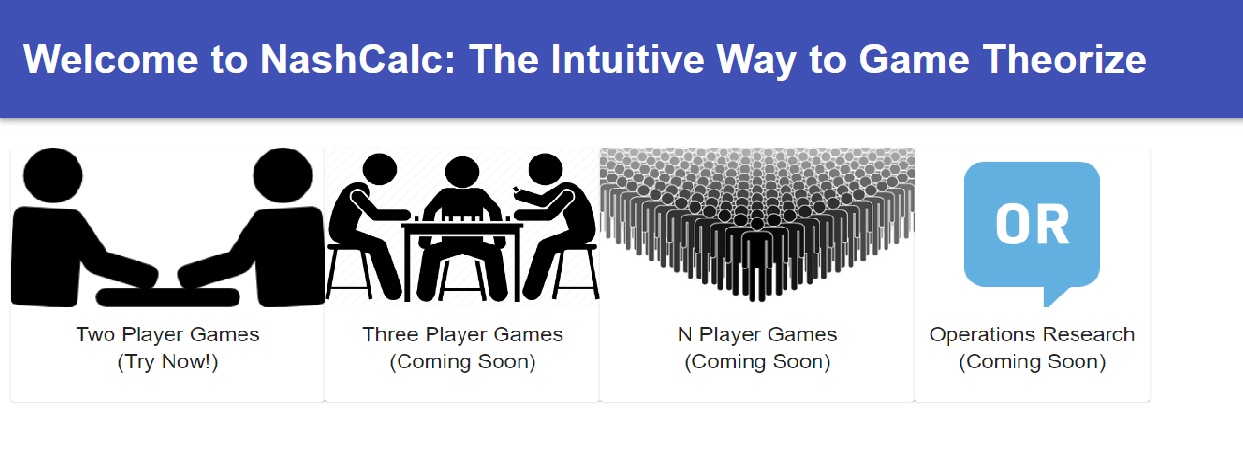 Welcome to NashCalc: The Intuitive Way to Game Theorize
OR
Two Player Games
(Try Now!)
Three Player Games
(Coming Soon)
N Player Games
(Coming Soon)
Operations Research
(Coming Soon)